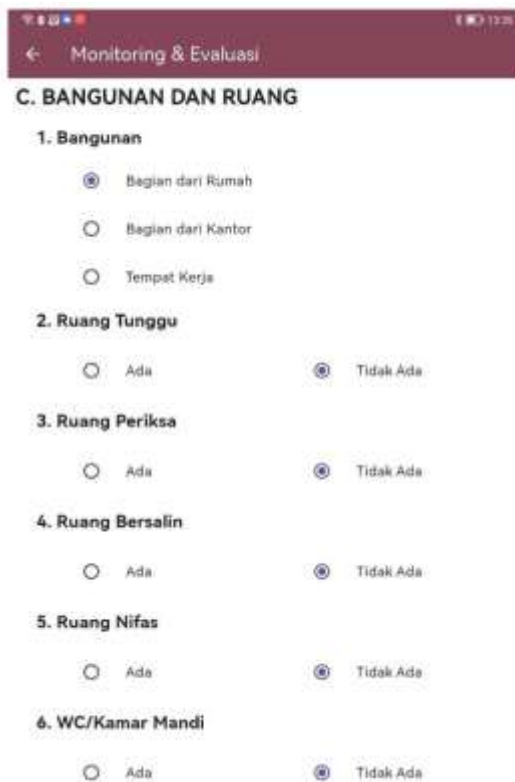 Monitoring & Evaluasi
C. BANGUNAN DAN RUANG
1. Bangunan
Bagian dari Rumah
Bagian dari Kantor
Tempat Kerja
2. Ruang Tunggu
Ada Tidak Ada
3. Ruang Periksa
Ada Tidak Ada
4. Ruang Bersalin
Ada Tidak Ada
5. Ruang Nifas
Ada Tidak Ada
6. WC/Kamar Mandi
Ada Tidak Ada